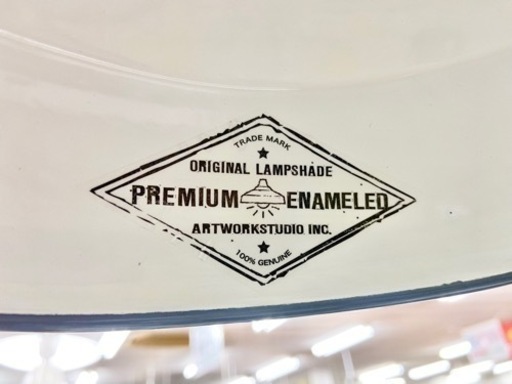 TRADE MARK
ORIGINAL LAMPSHADE
PREMIUM ENAMELED
ARTWORKSTUDIO INC.
100% GENUINE